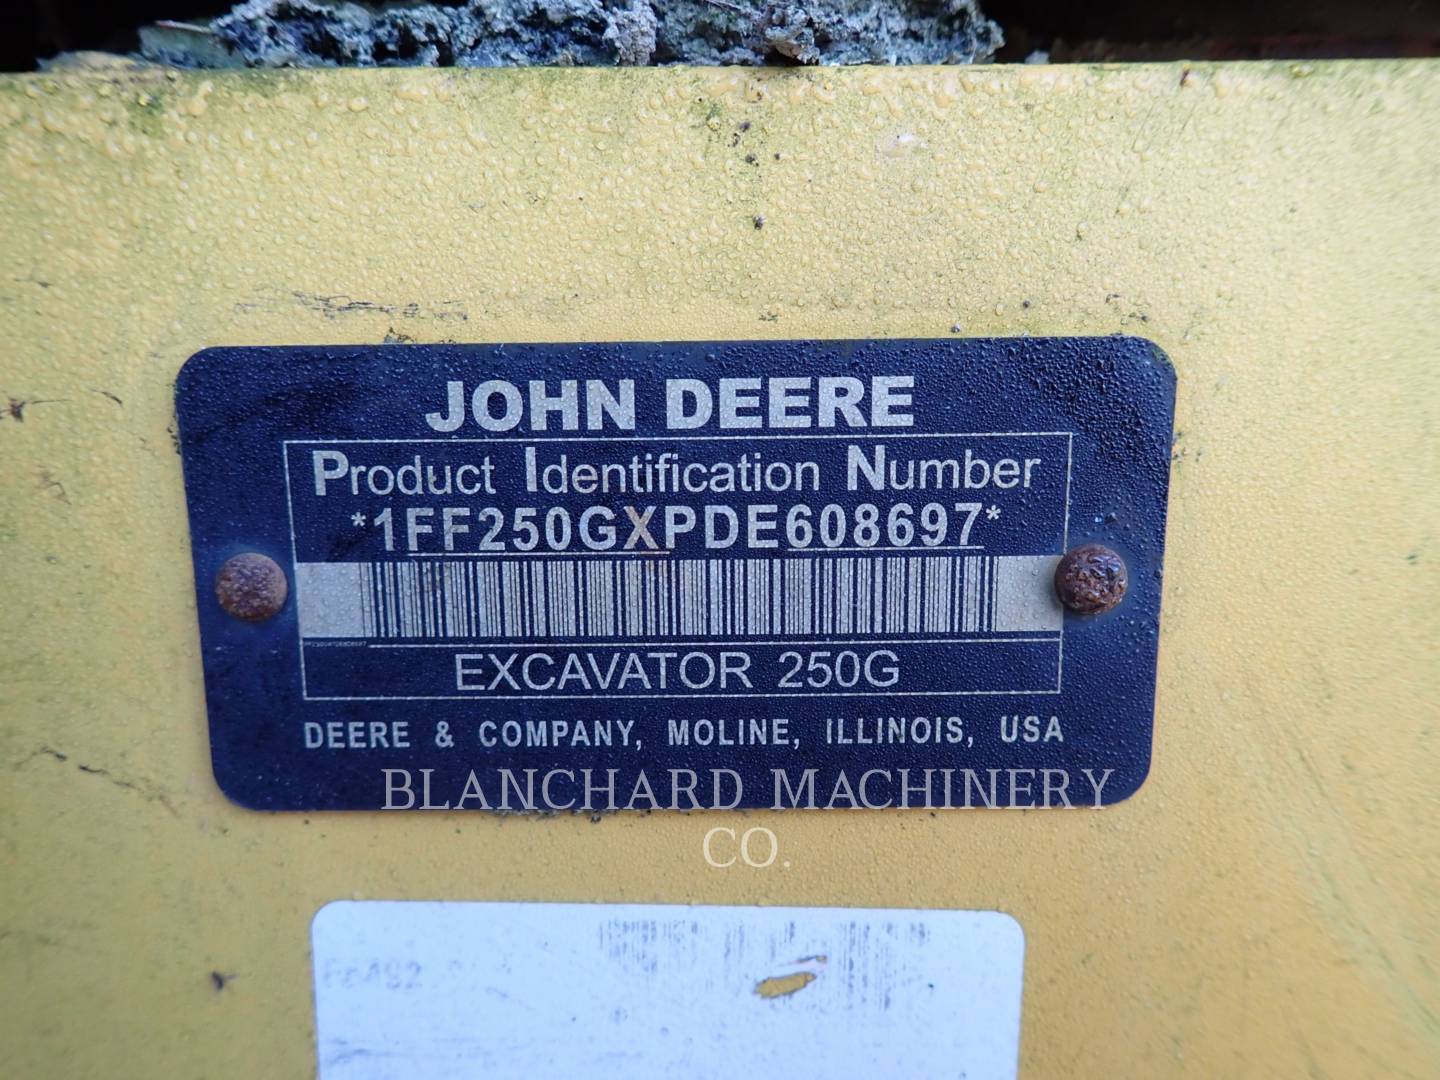 JOHN DEERE
Product Identification Number
*1FF250GXPDE608697*
EXCAVATOR 250G
DEERE & COMPANY, MOLINE, ILLINOIS, USA
BLANCHARD MACHINERY
CO.